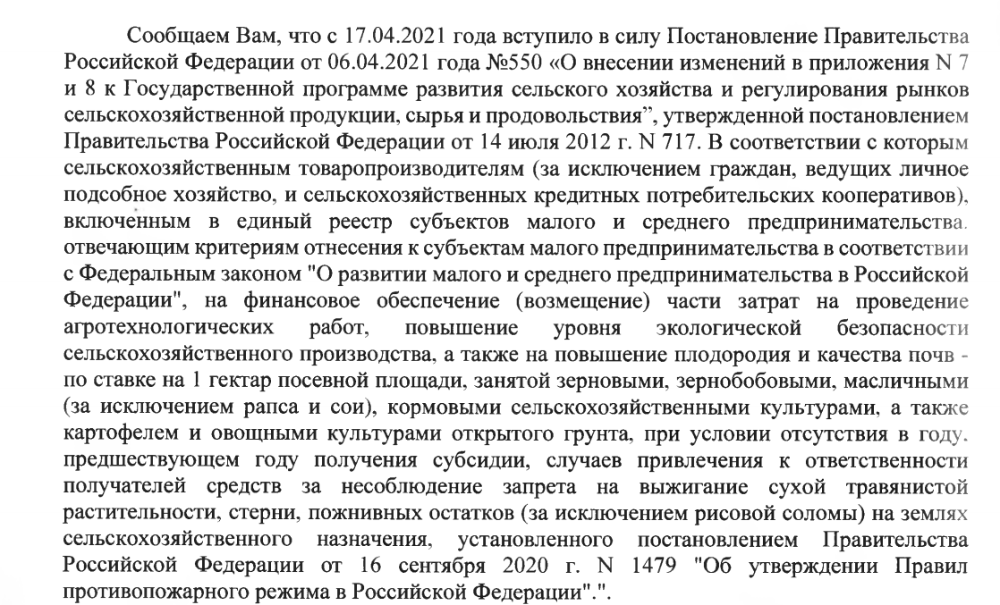 Сообщаем Вам, что с 17.04.2021 года вступило в силу Постановление Правительства
Российской Федерации от 06.04.2021 года №550 «О внесении изменений в приложения N 7
и 8 к Государственной программе развития сельского хозяйства и регулирования рынков
сельскохозяйственной продукции, сырья и продовольствия”, утвержденной постановлением
Правительства Российской Федерации от 14 июля 2012 г. N 717. В соответствии с которым
сельскохозяйственным товаропроизводителям (за исключением граждан, ведущих личное
подсобное хозяйство, и сельскохозяйственных кредитных потребительских кооперативов),
включенным в единый реестр субъектов малого и среднего предпринимательства.
отвечающим критериям отнесения к субъектам малого предпринимательства в соответствии
с Федеральным законом "О развитии малого и среднего предпринимательства в Российской
Федерации", на финансовое обеспечение (возмещение) части затрат на проведение
агротехнологических работ, повышение уровня экологической безопасности
сельскохозяйственного производства, а также на повышение плодородия и качества почв -
по ставке на 1 гектар посевной площади, занятой зерновыми, зернобобовыми, масличными
(за исключением рапса и сои), кормовыми сельскохозяйственными культурами, а также
картофелем и овощными культурами открытого грунта, при условии отсутствия в году.
предшествующем году получения субсидии, случаев привлечения к ответственности
получателей средств за несоблюдение запрета на выжигание сухой травянистой
растительности, стерни, пожнивных остатков (за исключением рисовой соломы) на землях
сельскохозяйственного назначения, установленного постановлением Правительства
Российской Федерации от 16 сентября 2020 г. N 1479 "Об утверждении Правил
противопожарного режима в Российской Федерации".".